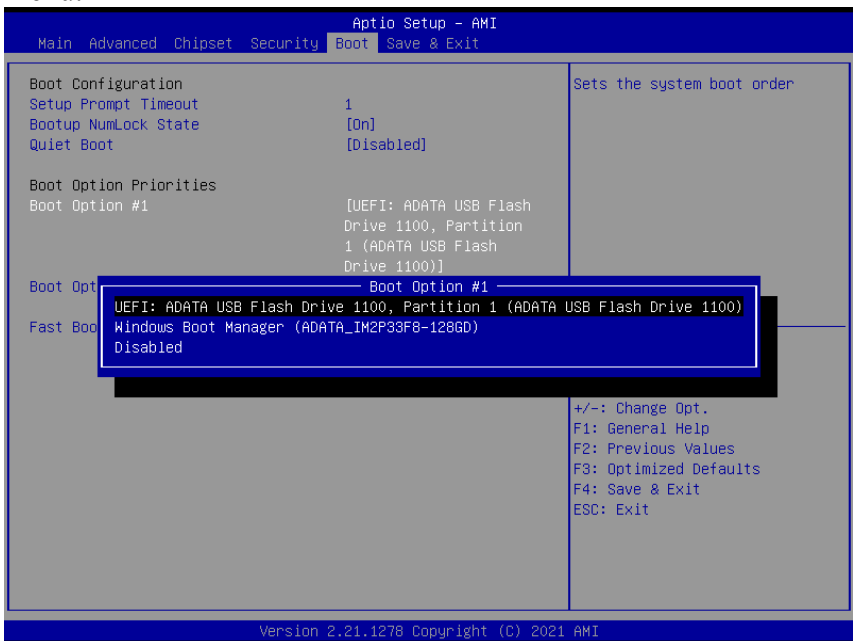 Aptio Setup – AMI
Main Advanced Chipset Security Boot Save & Exit
Boot Configuration
Setup Prompt Timeout 1
Bootup NumLock State [On]
Quiet Boot [Disabled]
Boot Option Priorities
Boot Option #1 [UEFI: ADATA USB Flash
Drive 1100, Partition
1 (ADATA USB Flash
Drive 1100)]
Boot Opt
Fast Boo
Boot Option #1
UEFI: ADATA USB Flash Drive 1100, Partition 1 (ADATA USB Flash Drive 1100)
Windows Boot Manager (ADATA_IM2P33F8-128GD)
Disabled
Sets the system boot order
+/-: Change Opt.
F1: General Help
F2: Previous Values
F3: Optimized Defaults
F4: Save & Exit
ESC: Exit
Version 2.21.1278 Copyright (C) 2021 AMI